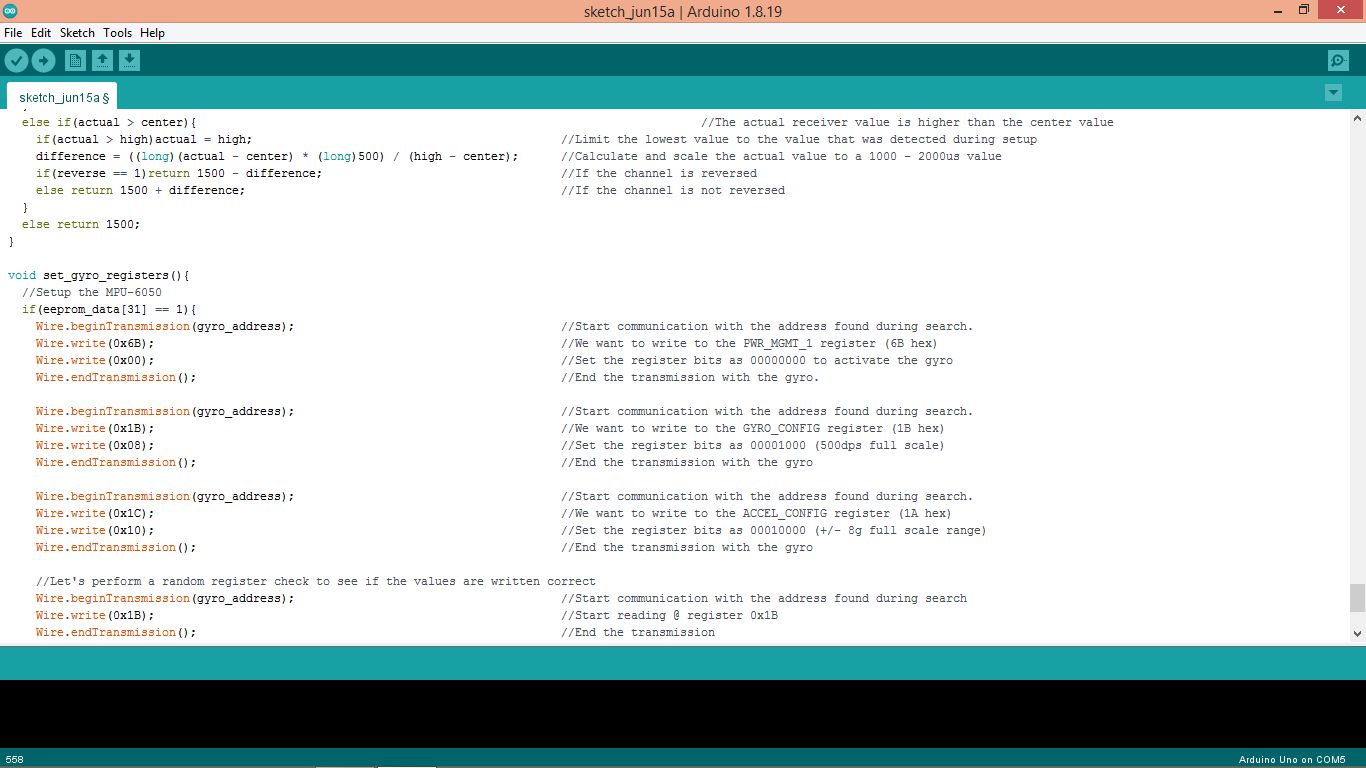 sketch_jun15a | Arduino 1.8.19
File Edit Sketch Tools Help
sketch_jun15a §
else if(actual > center){ //The actual receiver value is higher than the center value
if(actual > high)actual = high; //Limit the lowest value to the value that was detected during setup
difference = ((long)(actual - center) * (long)500) / (high - center); //Calculate and scale the actual value to a 1000 - 2000us value
if(reverse == 1)return 1500 - difference; //If the channel is reversed
else return 1500 + difference; //If the channel is not reversed
}
else return 1500;
}
void set_gyro_registers(){
//Setup the MPU-6050
if(eeprom_data[31] == 1){
Wire.beginTransmission(gyro_address); //Start communication with the address found during search.
Wire.write(0x6B); //We want to write to the PWR_MGMT_1 register (6B hex)
Wire.write(0x00); //Set the register bits as 00000000 to activate the gyro
Wire.endTransmission(); //End the transmission with the gyro.
Wire.beginTransmission(gyro_address); //Start communication with the address found during search.
Wire.write(0x1B); //We want to write to the GYRO_CONFIG register (1B hex)
Wire.write(0x08); //Set the register bits as 00001000 (500dps full scale)
Wire.endTransmission(); //End the transmission with the gyro
Wire.beginTransmission(gyro_address); //Start communication with the address found during search.
Wire.write(0x1C); //We want to write to the ACCEL_CONFIG register (1A hex)
Wire.write(0x10); //Set the register bits as 00010000 (+/- 8g full scale range)
Wire.endTransmission(); //End the transmission with the gyro
//Let's perform a random register check to see if the values are written correct
Wire.beginTransmission(gyro_address); //Start communication with the address found during search
Wire.write(0x1B); //Start reading @ register 0x1B
Wire.endTransmission(); //End the transmission
558 Arduino Uno on COM5